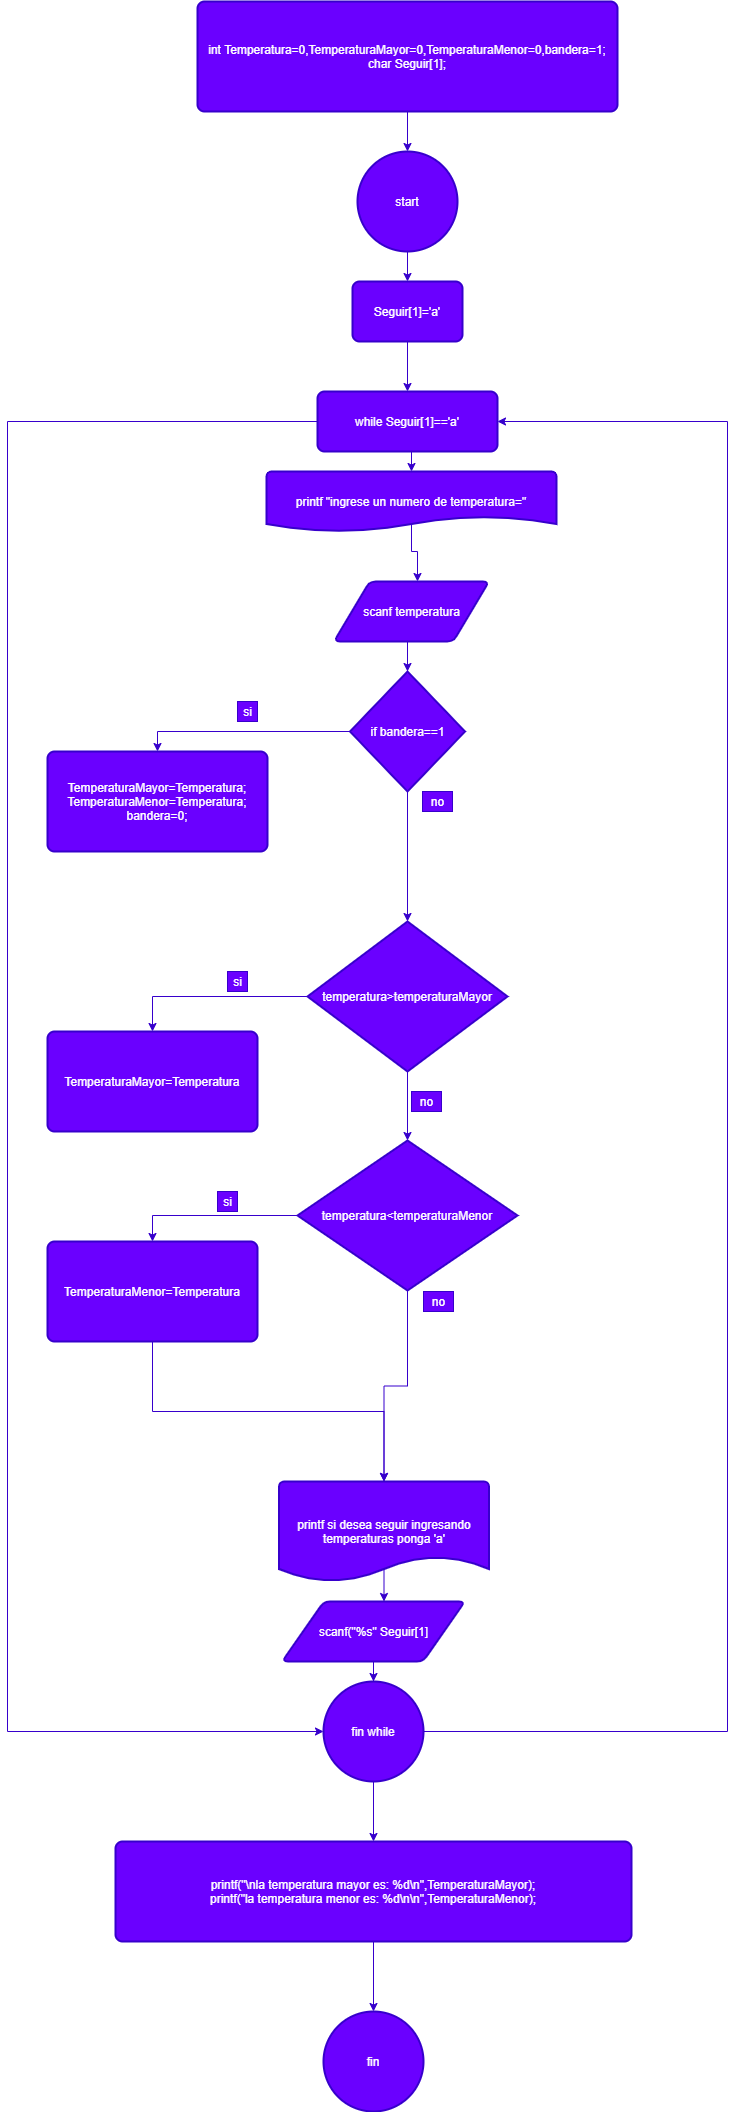 int Temperatura=0,TemperaturaMayor=0,TemperaturaMenor=0,bandera=1;
char Seguir[1];
start
Seguir[1]='a'
while Seguir[1]=='a'
printf "ingrese un numero de temperatura="
scanf temperatura
if bandera==1
si
TemperaturaMayor=Temperatura;
TemperaturaMenor=Temperatura;
bandera=0;
no
temperatura>temperaturaMayor
si
TemperaturaMayor=Temperatura
no
temperatura<temperaturaMenor
si
TemperaturaMenor=Temperatura
no
printf si desea seguir ingresando
temperaturas ponga 'a'
scanf("%s" Seguir[1]
fin while
printf("\nla temperatura mayor es: %d\n",TemperaturaMayor);
printf("la temperatura menor es: %d\n\n",TemperaturaMenor);
fin